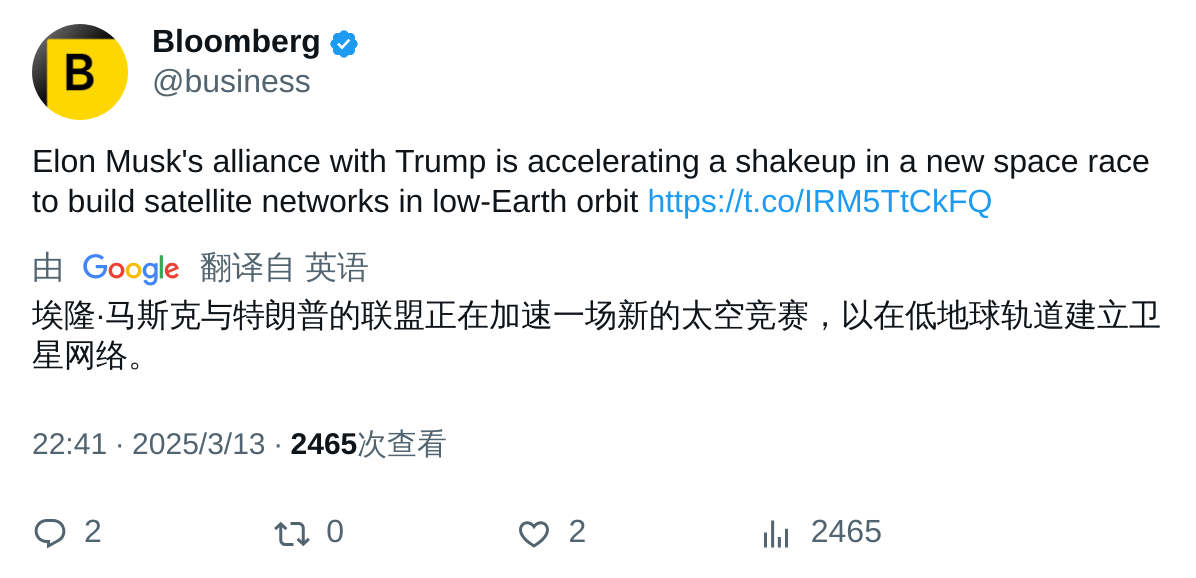 B
Bloomberg
@business
Elon Musk's alliance with Trump is accelerating a shakeup in a new space race
to build satellite networks in low-Earth orbit https://t.co/IRM5TtCkFQ
由 Google 翻译自 英语
埃隆·马斯克与特朗普的联盟正在加速一场新的太空竞赛，以在低地球轨道建立卫
星网络。
22:41 · 2025/3/13 · 2465次查看
2 0 2 2465